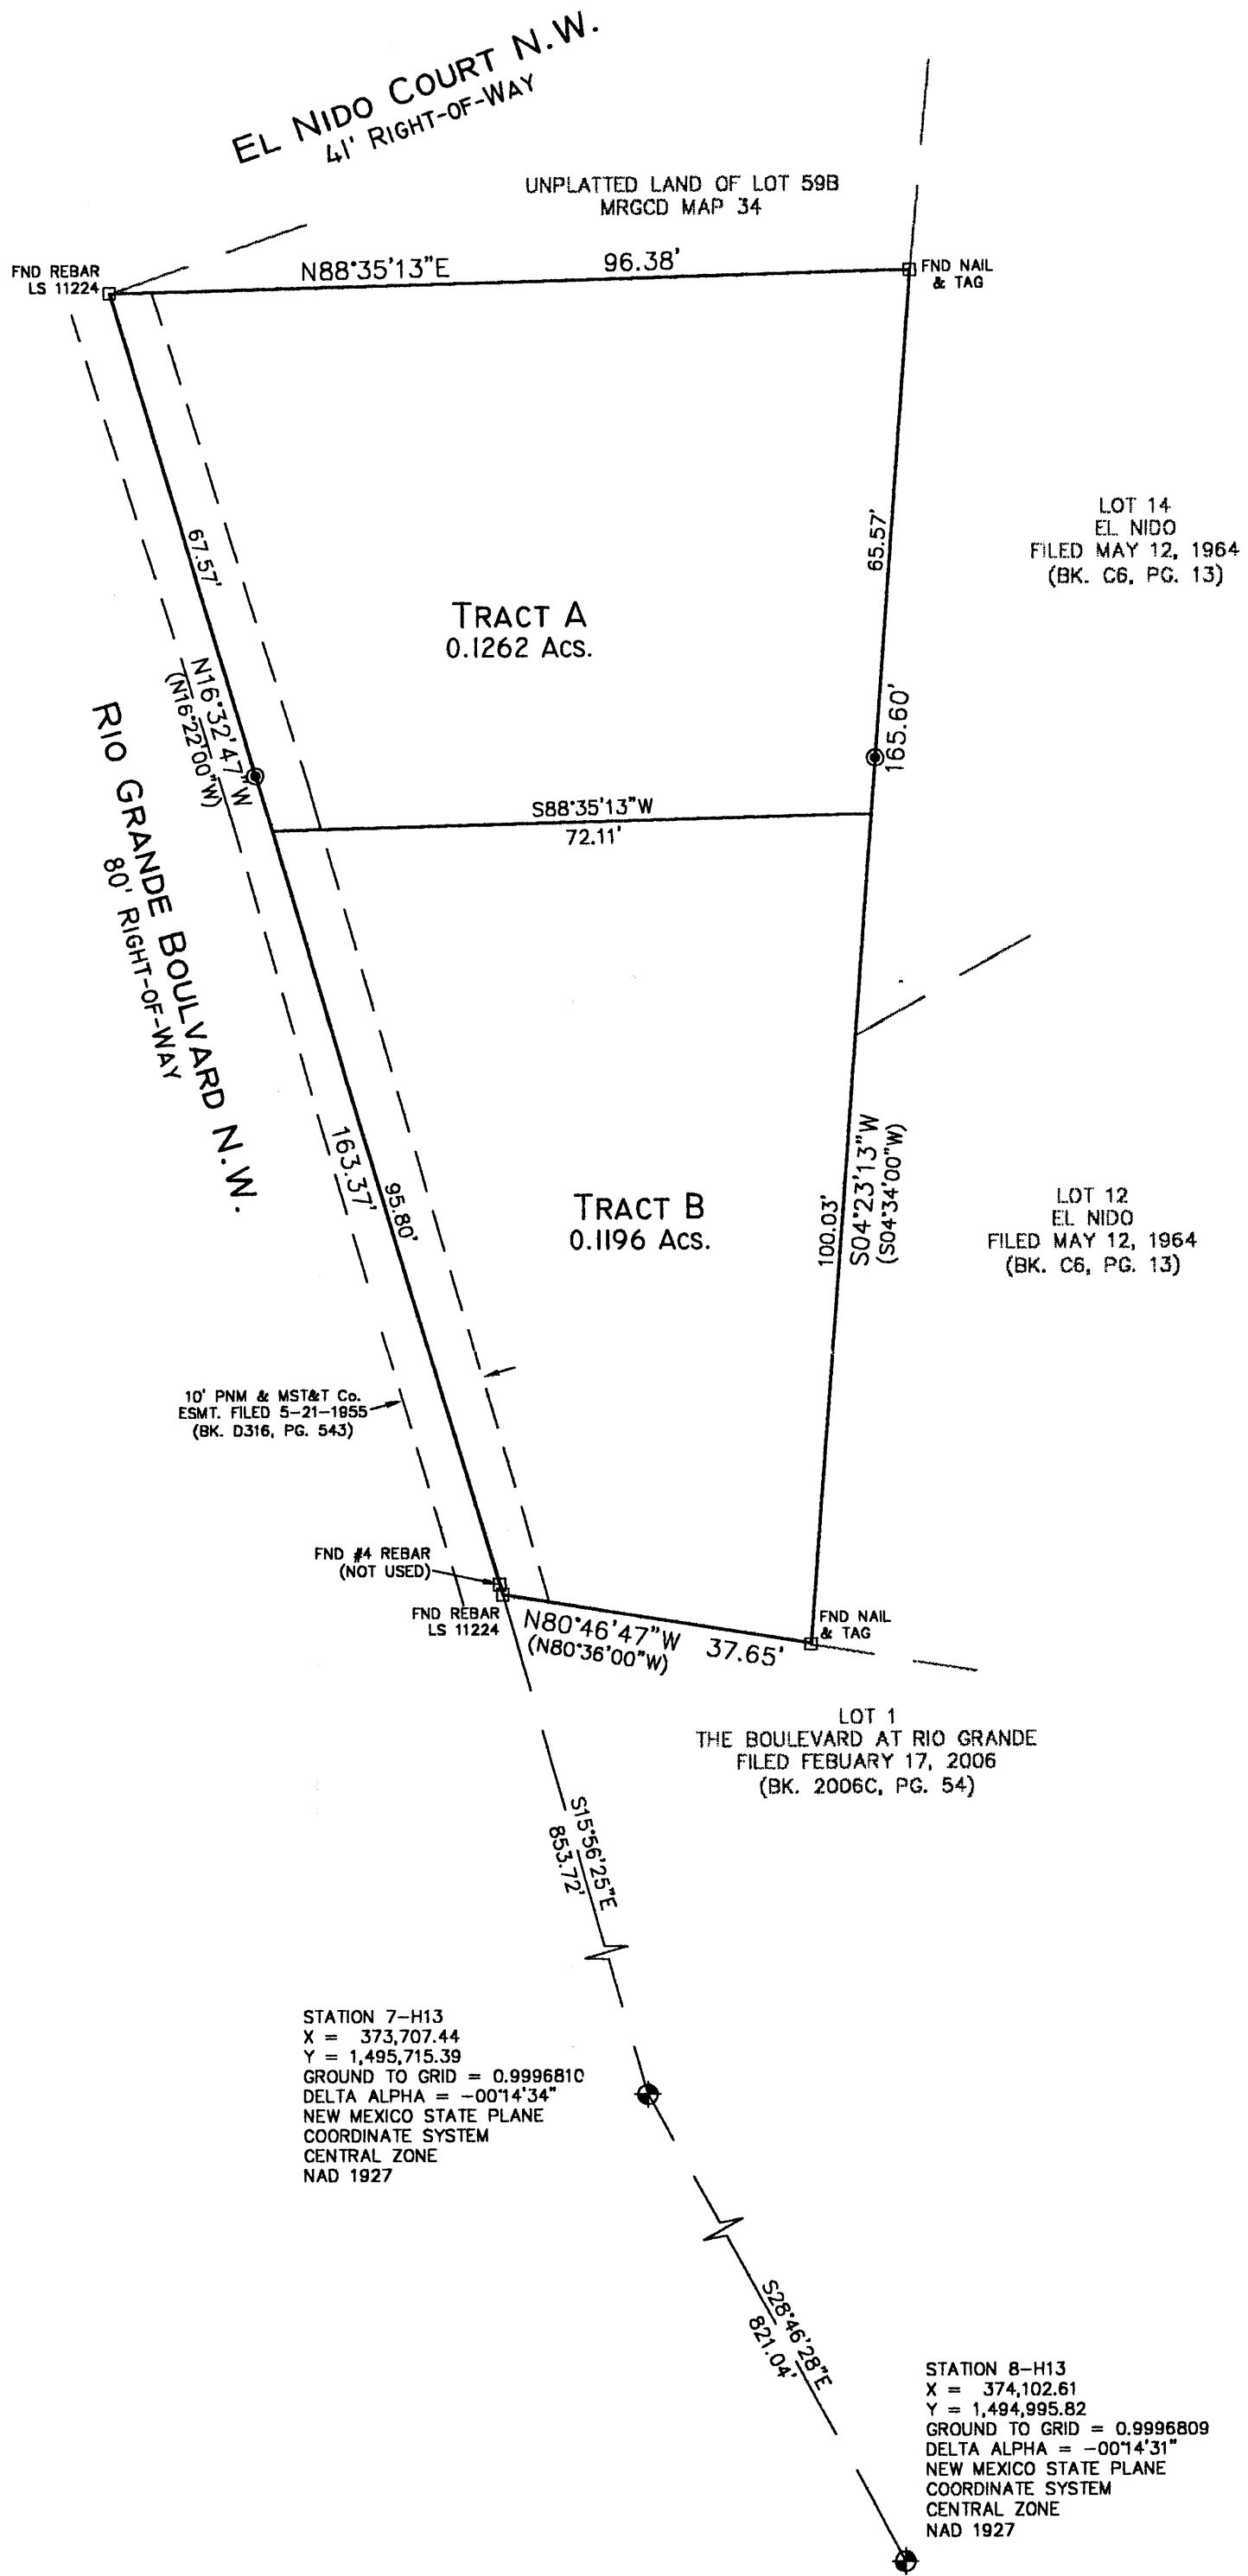 EL NIDO COURT N.W.
41' RIGHT-OF-WAY
UNPLATTED LAND OF LOT 59B
MRGCD MAP 34
FND REBAR
LS 11224
N88°35'13"E 96.38'
FND NAIL
& TAG
67.57'
65.57'
LOT 14
EL NIDO
FILED MAY 12, 1964
(BK. C6, PG. 13)
TRACT A
0.1262 ACS.
N16°32'47"W
(N16°22'00"W)
165.60'
RIO GRANDE BOULVARD N.W.
80' RIGHT-OF-WAY
S88°35'13"W
72.11'
163.37'
95.80'
TRACT B
0.1196 ACS.
100.03'
S04°23'13"W
(S04°34'00"W)
LOT 12
EL NIDO
FILED MAY 12, 1964
(BK. C6, PG. 13)
10' PNM & MST&T Co.
ESMT. FILED 5-21-1955
(BK. D316, PG. 543)
FND #4 REBAR
(NOT USED)
FND REBAR
LS 11224
N80°46'47"W 37.65'
(N80°36'00"W)
FND NAIL
& TAG
LOT 1
THE BOULEVARD AT RIO GRANDE
FILED FEBUARY 17, 2006
(BK. 2006C, PG. 54)
S15°56'25"E
853.72'
STATION 7-H13
X = 373,707.44
Y = 1,495,715.39
GROUND TO GRID = 0.9996810
DELTA ALPHA = -00°14'34"
NEW MEXICO STATE PLANE
COORDINATE SYSTEM
CENTRAL ZONE
NAD 1927
S28°46'28"E
821.04'
STATION 8-H13
X = 374,102.61
Y = 1,494,995.82
GROUND TO GRID = 0.9996809
DELTA ALPHA = -00°14'31"
NEW MEXICO STATE PLANE
COORDINATE SYSTEM
CENTRAL ZONE
NAD 1927